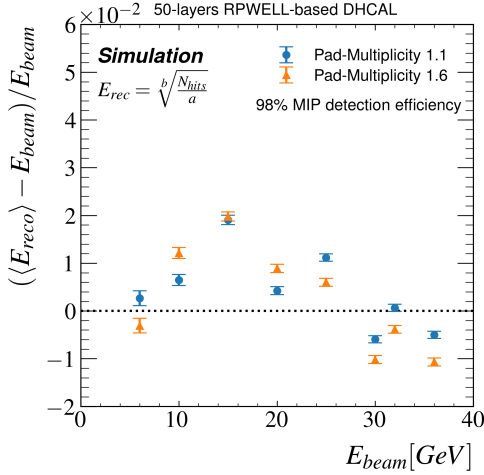 ×10⁻² 50-layers RPWELL-based DHCAL
Simulation
E_rec = \sqrt[b]{\frac{N_hits}{a}}
Pad-Multiplicity 1.1
Pad-Multiplicity 1.6
98% MIP detection efficiency
(⟨E_reco⟩ − E_beam) / E_beam
6
5
4
3
2
1
0
−1
−2
0 10 20 30 40
E_beam[GeV]